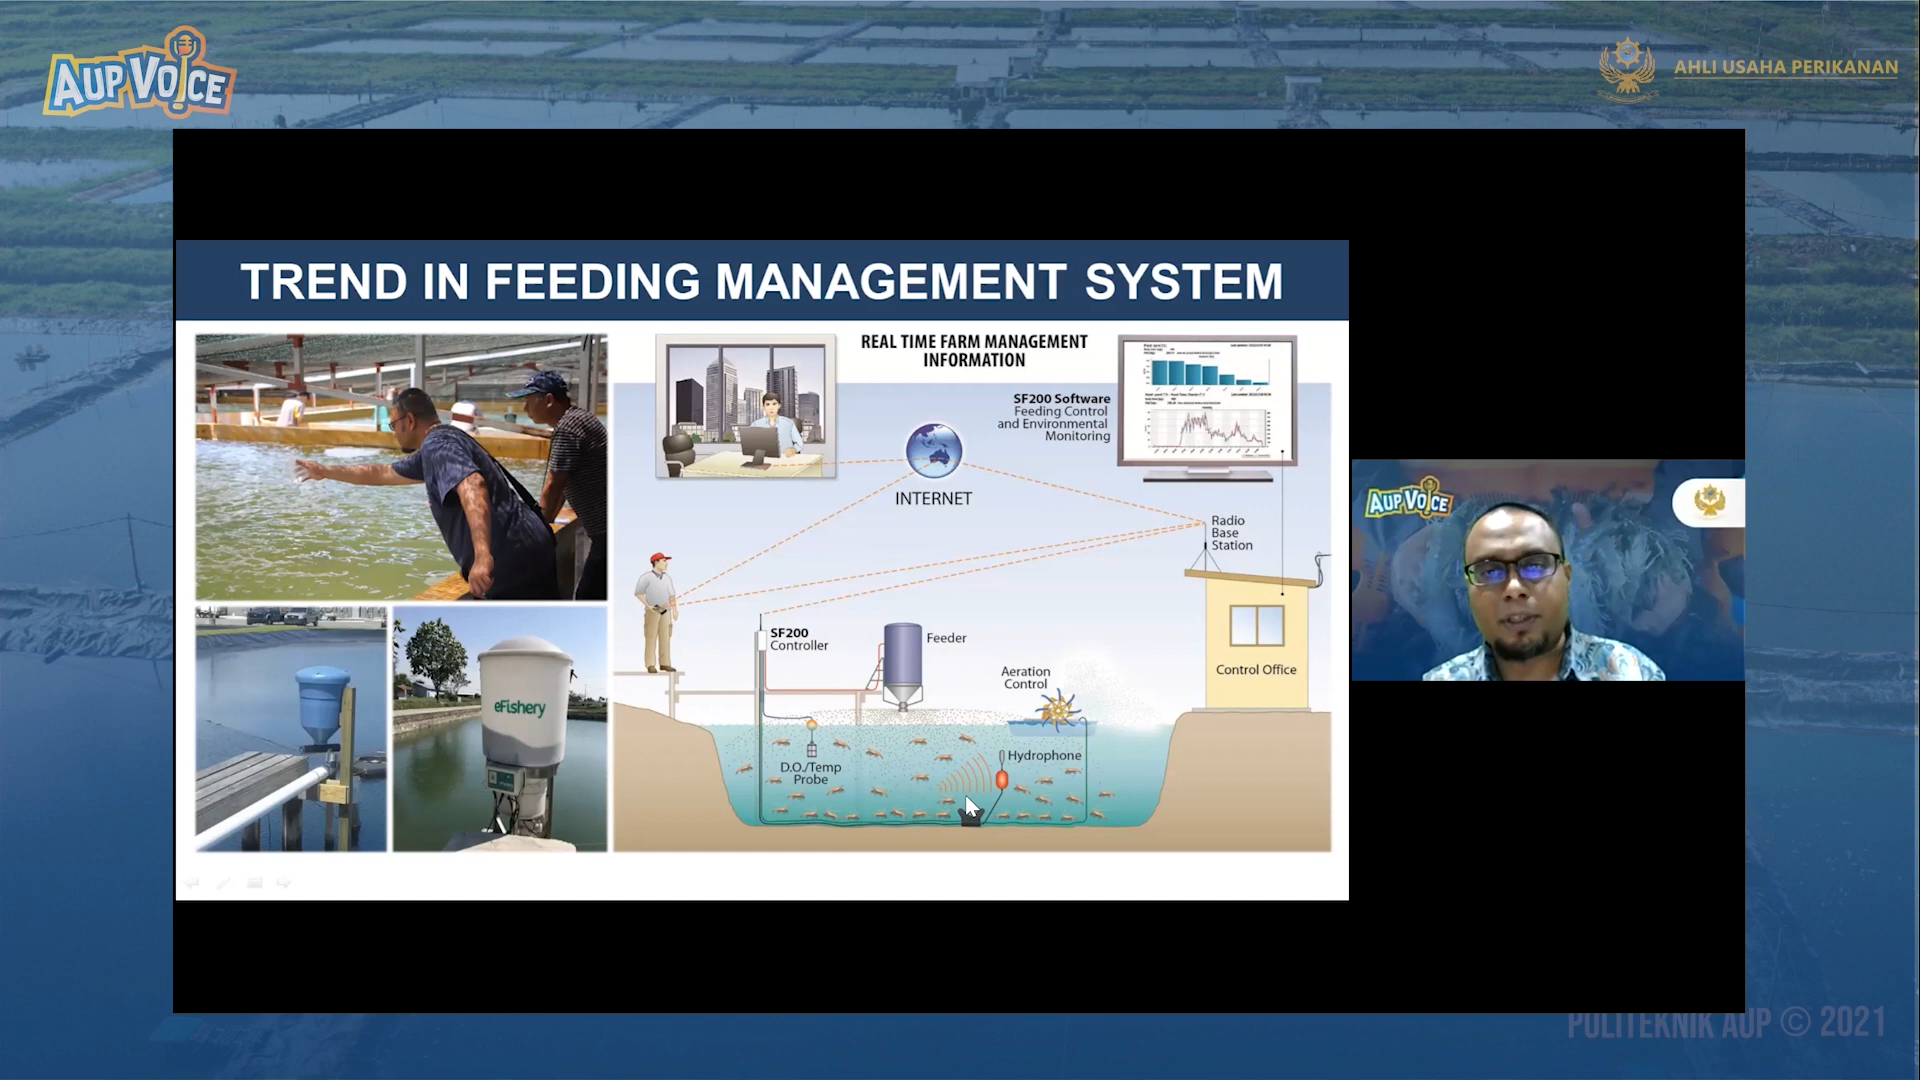 AUP VOICE
AHLI USAHA PERIKANAN
TREND IN FEEDING MANAGEMENT SYSTEM
REAL TIME FARM MANAGEMENT
INFORMATION
SF200 Software
Feeding Control
and Environmental
Monitoring
INTERNET
Radio
Base
Station
AUP VOICE
SF200
Controller
Feeder
Aeration
Control
Control Office
eFishery
Hydrophone
D.O./Temp
Probe
POLITEKNIK AUP © 2021